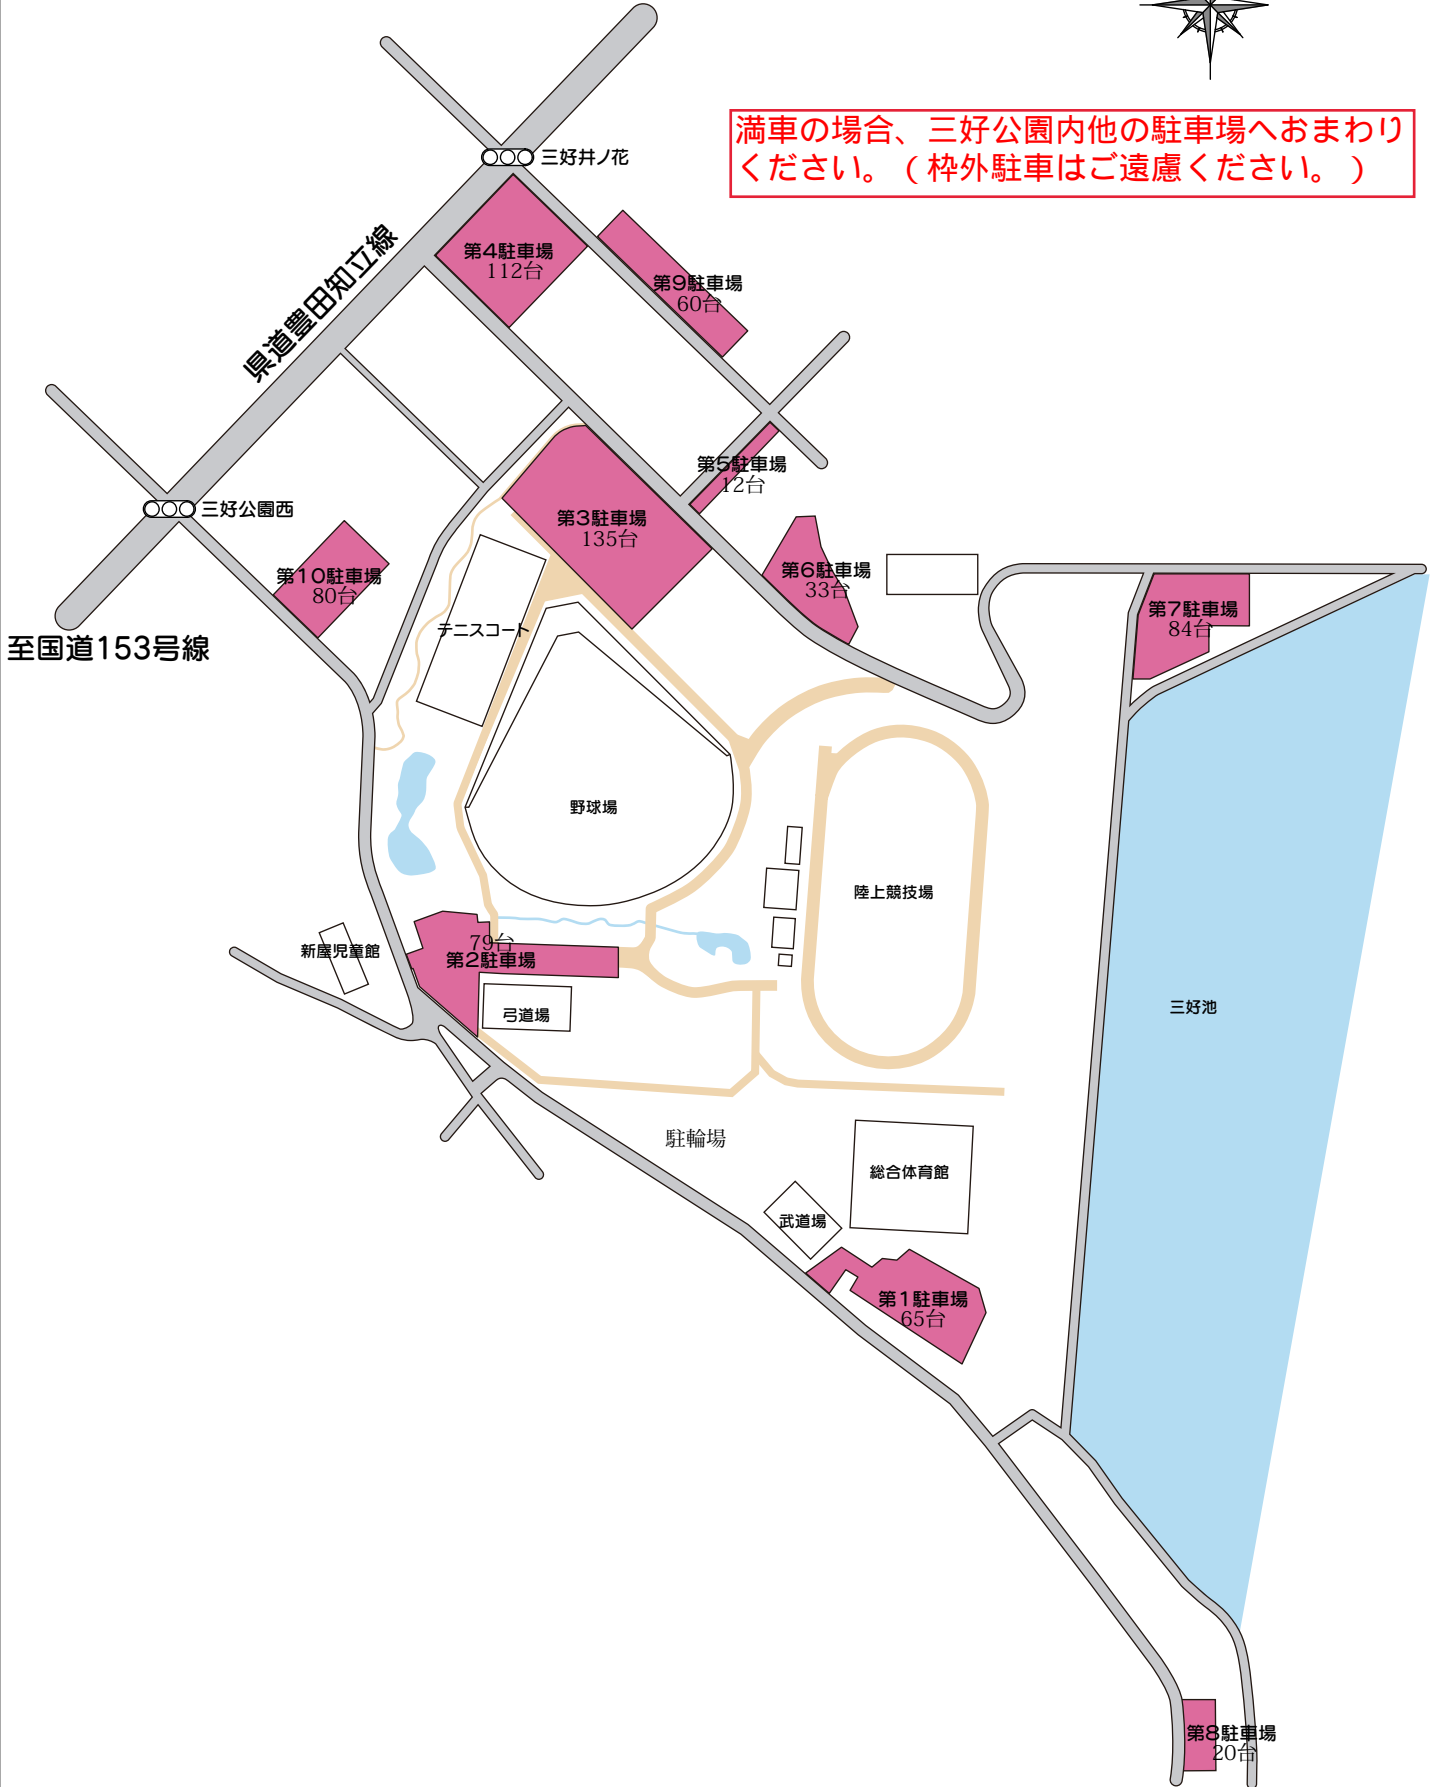 満車の場合、三好公園内他の駐車場へおまわり
ください。（枠外駐車はご遠慮ください。）
三好井ノ花
県道豊田知立線
第4駐車場
112台
第9駐車場
60台
第5駐車場
12台
三好公園西
第3駐車場
135台
第10駐車場
80台
第6駐車場
33台
第7駐車場
84台
テニスコート
至国道153号線
野球場
陸上競技場
新屋児童館
79台
第2駐車場
弓道場
三好池
駐輪場
総合体育館
武道場
第1駐車場
65台
第8駐車場
20台